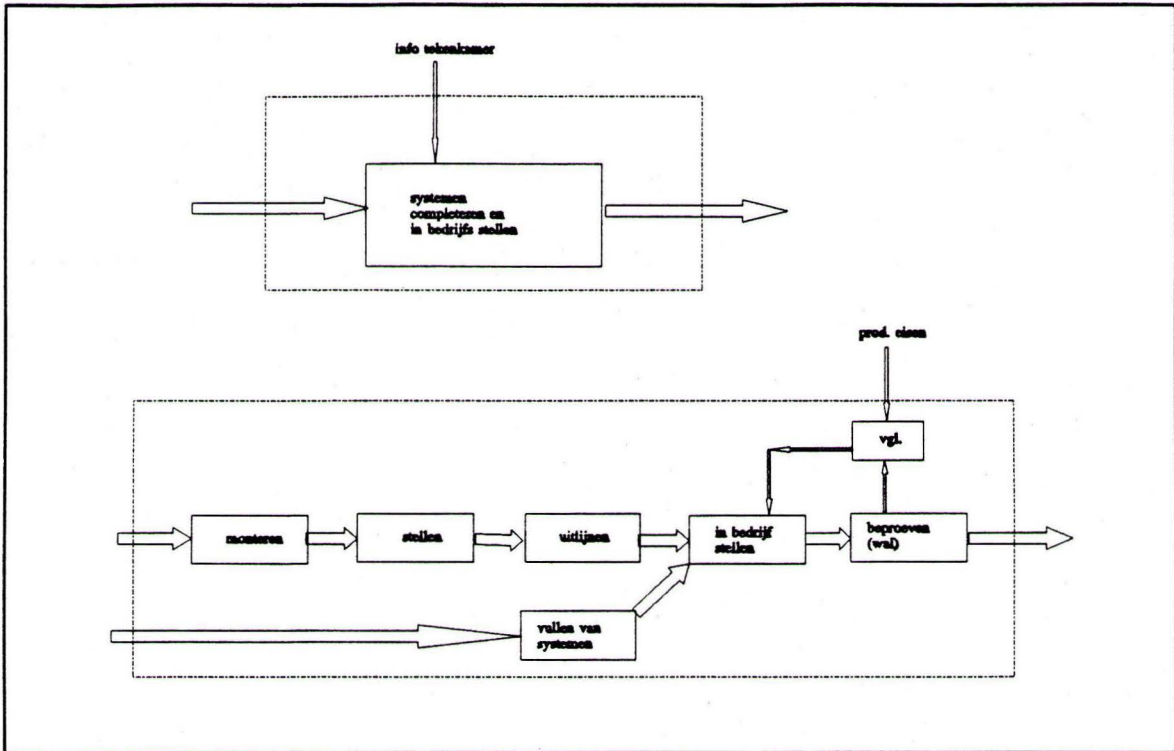 info tekenkamer
systemen
completeren en
in bedrijfs stellen
prod. eisen
vgl.
monteren
stellen
uitlijnen
in bedrijf
stellen
beproeven
(wal)
vullen van
systemen